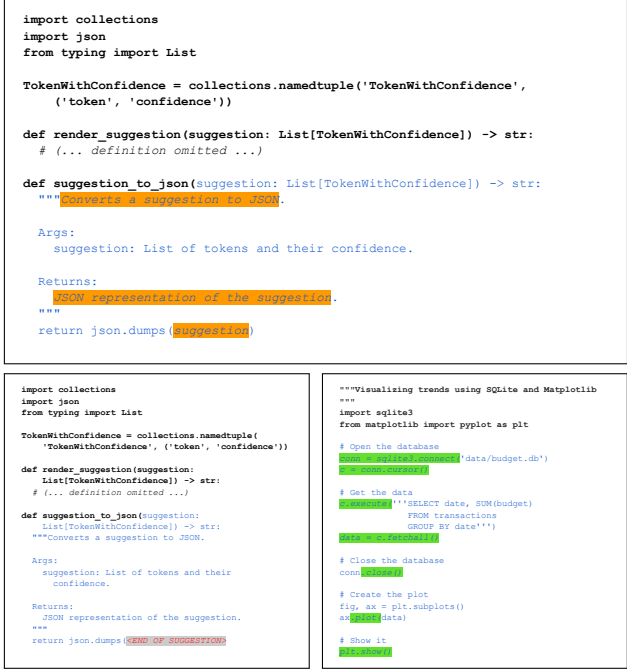 import collections
import json
from typing import List
TokenWithConfidence = collections.namedtuple('TokenWithConfidence',
('token', 'confidence'))
def render_suggestion(suggestion: List[TokenWithConfidence]) -> str:
# (... definition omitted ...)
def suggestion_to_json(suggestion: List[TokenWithConfidence]) -> str:
"""Converts a suggestion to JSON.
Args:
suggestion: List of tokens and their confidence.
Returns:
JSON representation of the suggestion.
"""
return json.dumps(suggestion)
import collections
import json
from typing import List
TokenWithConfidence = collections.namedtuple(
'TokenWithConfidence', ('token', 'confidence'))
def render_suggestion(suggestion:
List[TokenWithConfidence]) -> str:
# (... definition omitted ...)
def suggestion_to_json(suggestion:
List[TokenWithConfidence]) -> str:
"""Converts a suggestion to JSON.
Args:
suggestion: List of tokens and their
confidence.
Returns:
JSON representation of the suggestion.
"""
return json.dumps(<END OF SUGGESTION>
"""Visualizing trends using SQLite and Matplotlib
"""
import sqlite3
from matplotlib import pyplot as plt
# Open the database
conn = sqlite3.connect('data/budget.db')
c = conn.cursor()
# Get the data
c.execute('''SELECT date, SUM(budget)
FROM transactions
GROUP BY date''')
data = c.fetchall()
# Close the database
conn.close()
# Create the plot
fig, ax = plt.subplots()
ax.plot(data)
# Show it
plt.show()